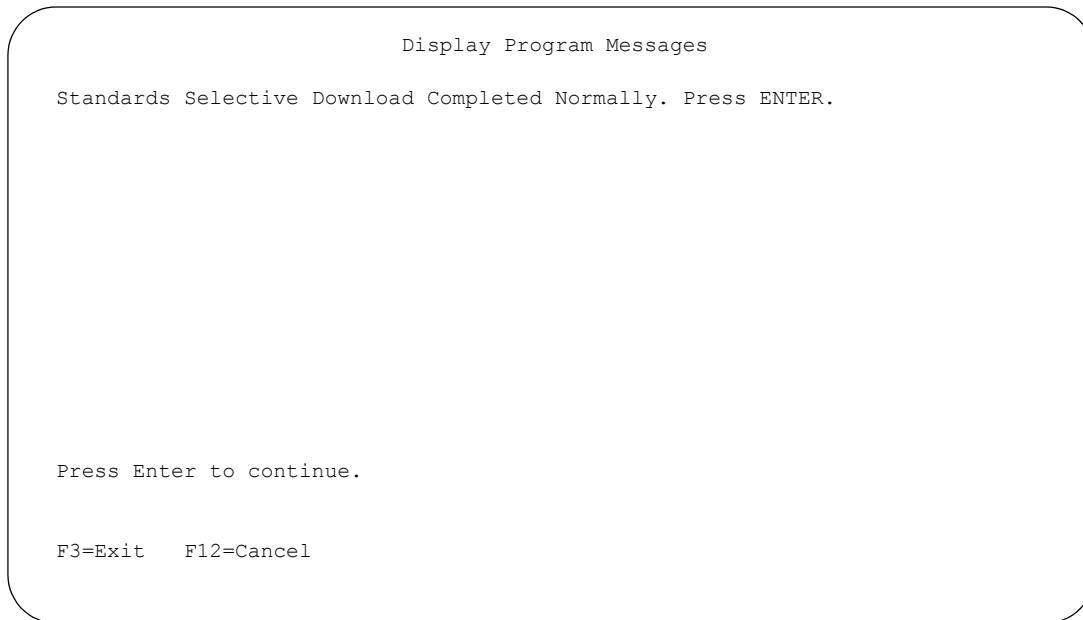 Display Program Messages
Standards Selective Download Completed Normally. Press ENTER.
Press Enter to continue.
F3=Exit   F12=Cancel